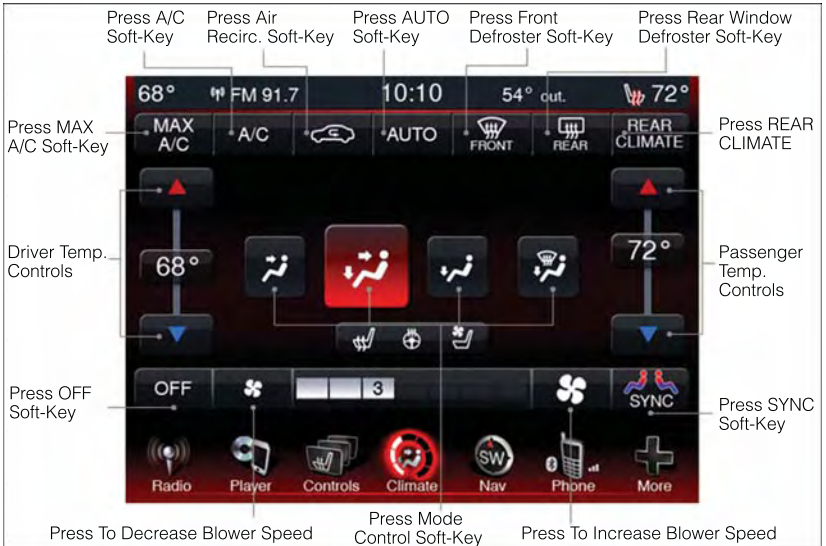 Press A/C
Soft-Key
Press Air
Recirc. Soft-Key
Press AUTO
Soft-Key
Press Front
Defroster Soft-Key
Press Rear Window
Defroster Soft-Key
68°
FM 91.7
10:10
54° out.
72°
Press MAX
A/C Soft-Key
MAX
A/C
A/C
AUTO
FRONT
REAR
REAR
CLIMATE
Press REAR
CLIMATE
Driver Temp.
Controls
68°
72°
Passenger
Temp.
Controls
Press OFF
Soft-Key
OFF
3
SYNC
Press SYNC
Soft-Key
SW
Radio
Player
Controls
Climate
Nav
Phone
More
Press To Decrease Blower Speed
Press Mode
Control Soft-Key
Press To Increase Blower Speed